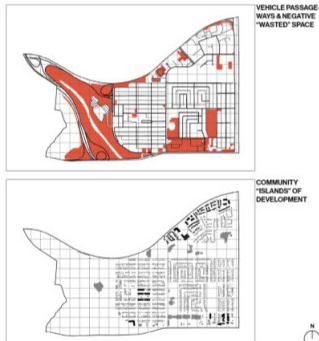 VEHICLE PASSAGE-
WAYS & NEGATIVE
"WASTED" SPACE
COMMUNITY
"ISLANDS" OF
DEVELOPMENT
N